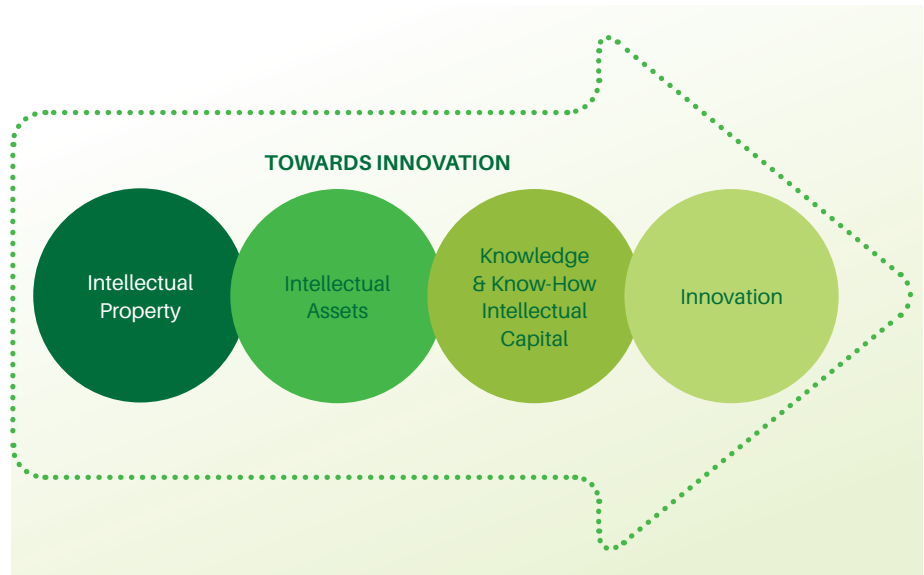 TOWARDS INNOVATION
Intellectual
Property
Intellectual
Assets
Knowledge
& Know-How
Intellectual
Capital
Innovation